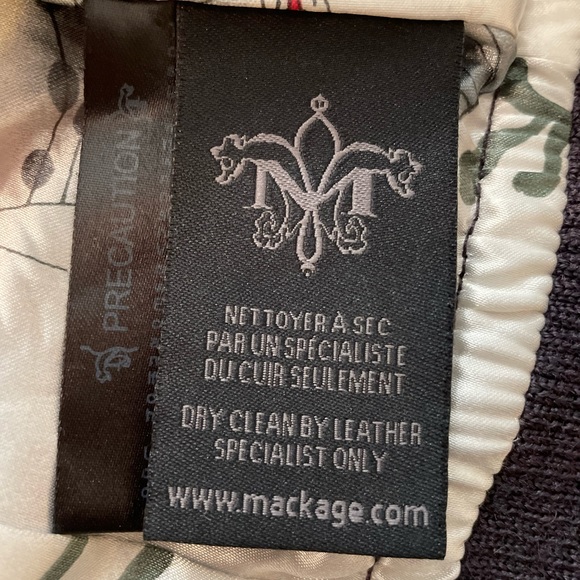 PRECAUTION
M
NETTOYER À SEC
PAR UN SPÉCIALISTE
DU CUIR SEULEMENT
DRY CLEAN BY LEATHER
SPECIALIST ONLY
www.mackage.com